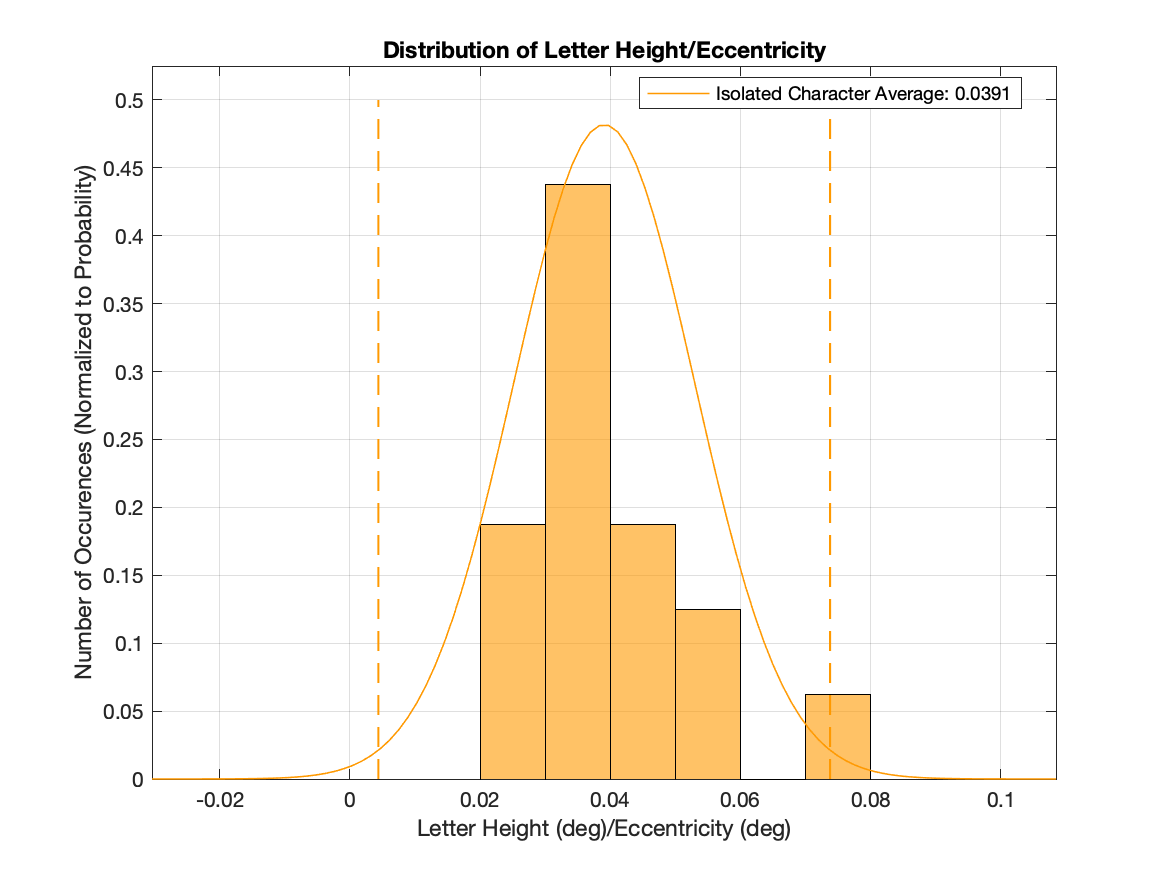 Distribution of Letter Height/Eccentricity
Isolated Character Average: 0.0391
Number of Occurences (Normalized to Probability)
0.5
0.45
0.4
0.35
0.3
0.25
0.2
0.15
0.1
0.05
0
-0.02 0 0.02 0.04 0.06 0.08 0.1
Letter Height (deg)/Eccentricity (deg)